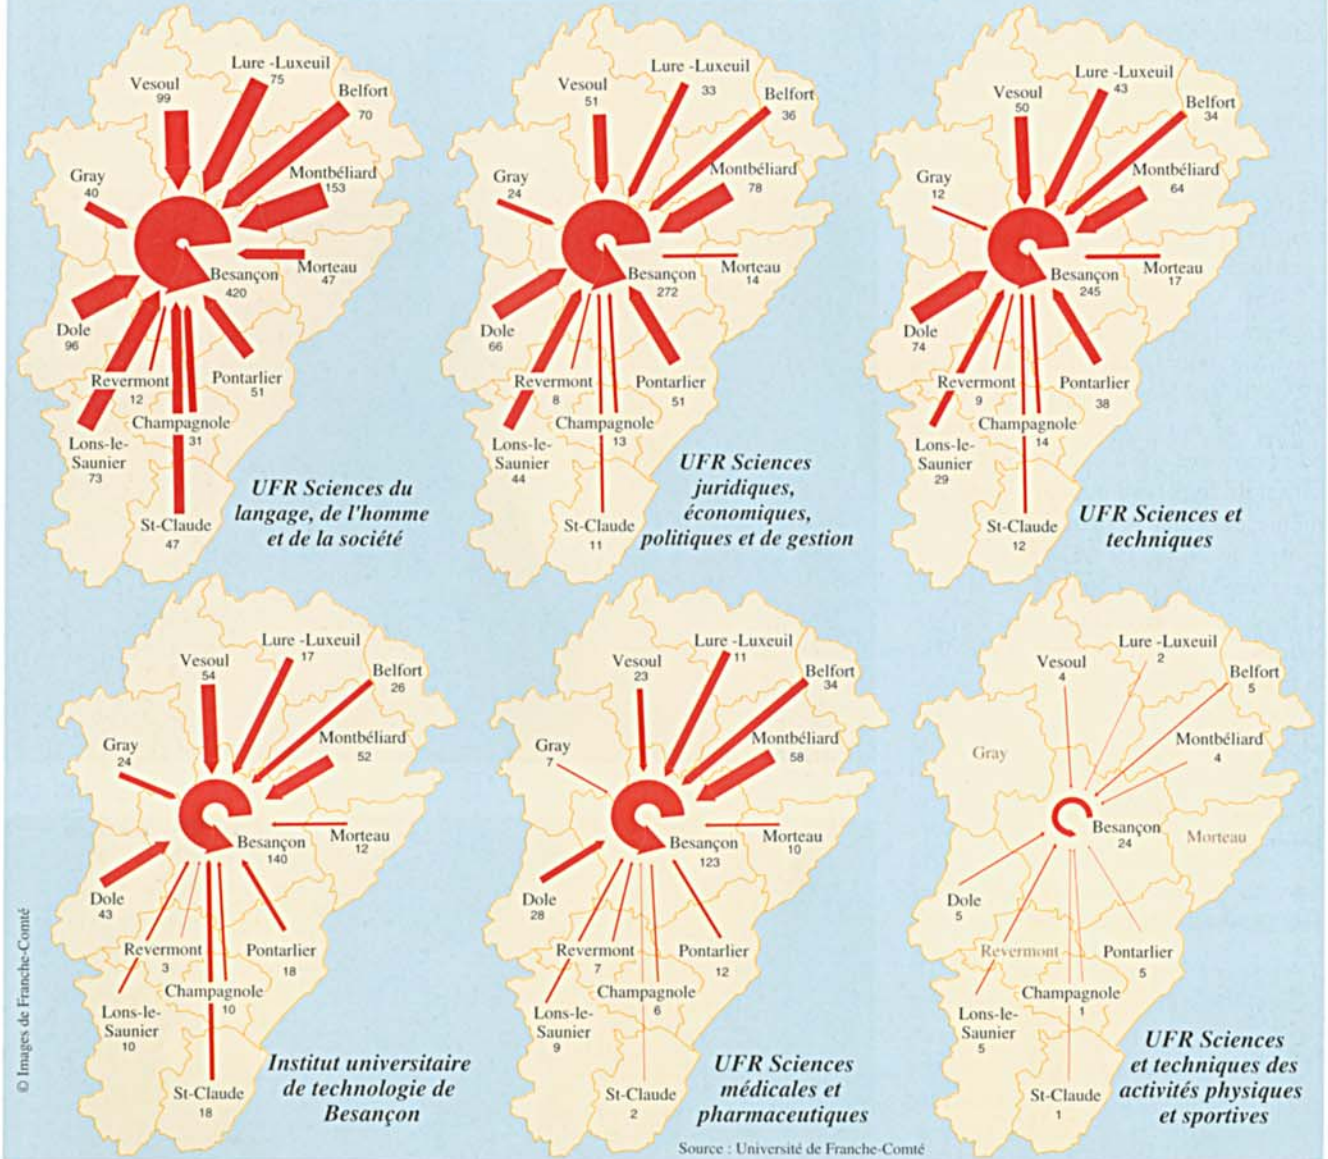 Vesoul
99
Lure -Luxeuil
75
Belfort
70
Gray
40
Montbéliard
153
47
Besançon
420
Morteau
47
Dole
96
Revermont
12
Pontarlier
51
Champagnole
31
Lons-le-
Saunier
73
St-Claude
47
UFR Sciences du
langage, de l'homme
et de la société
Vesoul
51
Lure -Luxeuil
33
Belfort
36
Gray
24
Montbéliard
78
Besançon
272
Morteau
14
Dole
66
Revermont
8
Pontarlier
51
Champagnole
13
Lons-le-
Saunier
44
St-Claude
11
UFR Sciences
juridiques,
économiques,
politiques et de gestion
Vesoul
50
Lure -Luxeuil
43
Belfort
34
Gray
12
Montbéliard
64
Besançon
245
Morteau
17
Dole
74
Revermont
9
Pontarlier
38
Champagnole
14
Lons-le-
Saunier
29
St-Claude
12
UFR Sciences et
techniques
Vesoul
54
Lure -Luxeuil
17
Belfort
26
Gray
24
Montbéliard
52
Besançon
140
Morteau
12
Dole
43
Revermont
3
Pontarlier
18
Champagnole
10
Lons-le-
Saunier
10
St-Claude
18
Institut universitaire
de technologie de
Besançon
Vesoul
23
Lure -Luxeuil
11
Belfort
34
Gray
7
Montbéliard
58
Besançon
123
Morteau
10
Dole
28
Revermont
7
Pontarlier
12
Champagnole
6
Lons-le-
Saunier
9
St-Claude
2
UFR Sciences
médicales et
pharmaceutiques
Vesoul
4
Lure -Luxeuil
2
Belfort
5
Gray
Montbéliard
4
Besançon
24
Morteau
Dole
5
Revermont
Pontarlier
5
Champagnole
1
Lons-le-
Saunier
5
St-Claude
1
UFR Sciences
et techniques des
activités physiques
et sportives
© Images de Franche-Comté
Source : Université de Franche-Comté